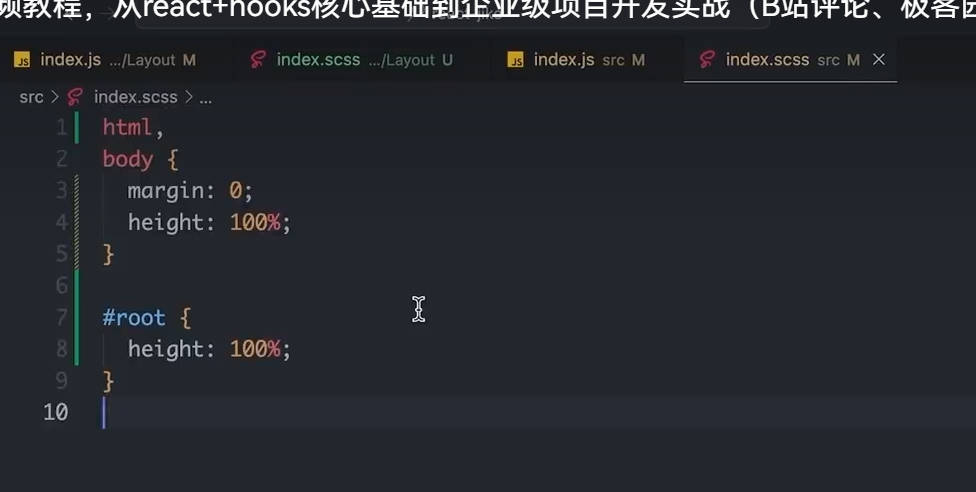 频教程，从react+hooks核心基础到企业级项目开发实战（B站评论、极客园
index.js .../Layout M index.scss .../Layout U index.js src M index.scss src M
src > index.scss > ...
1 html,
2 body {
3 margin: 0;
4 height: 100%;
5 }
6
7 #root {
8 height: 100%;
9 }
10